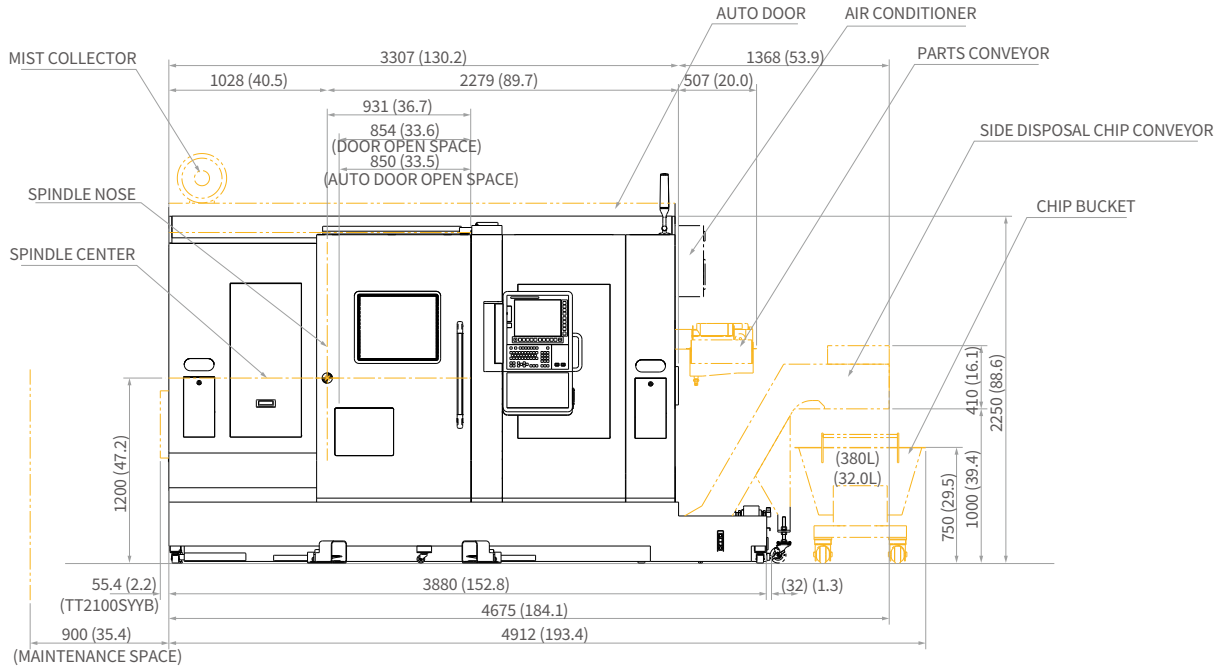 AUTO DOOR
AIR CONDITIONER
MIST COLLECTOR
3307 (130.2)
1368 (53.9)
PARTS CONVEYOR
1028 (40.5)
2279 (89.7)
507 (20.0)
931 (36.7)
854 (33.6)
(DOOR OPEN SPACE)
850 (33.5)
(AUTO DOOR OPEN SPACE)
SIDE DISPOSAL CHIP CONVEYOR
SPINDLE NOSE
CHIP BUCKET
SPINDLE CENTER
410 (16.1)
2250 (88.6)
1200 (47.2)
(380L)
(32.0L)
750 (29.5)
1000 (39.4)
55.4 (2.2)
(TT2100SYYB)
3880 (152.8)
(32) (1.3)
4675 (184.1)
900 (35.4)
(MAINTENANCE SPACE)
4912 (193.4)